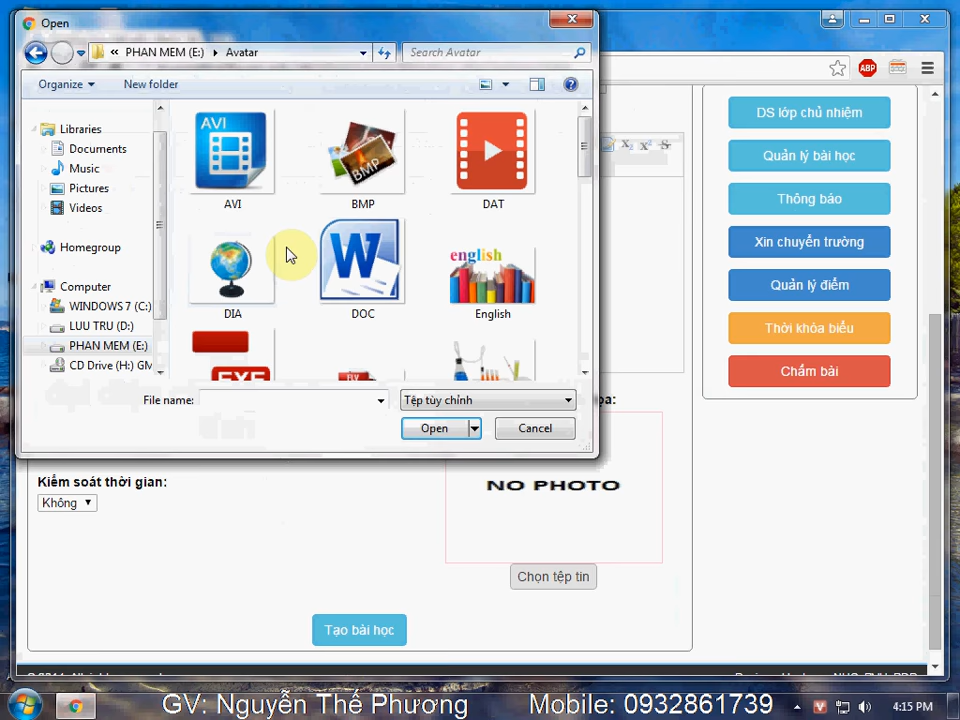 Open
« PHAN MEM (E:) ▸ Avatar
Search Avatar
Organize
New folder
ABP
Libraries
Documents
Music
Pictures
Videos
Homegroup
Computer
WINDOWS 7 (C:)
LUU TRU (D:)
PHAN MEM (E:)
CD Drive (H:) GM
AVI
AVI
BMP
BMP
DAT
DIA
W
DOC
english
English
EXE
File name:
Tệp tùy chỉnh
Open
Cancel
DS lớp chủ nhiệm
Quản lý bài học
Thông báo
Xin chuyển trường
Quản lý điểm
Thời khóa biểu
Chấm bài
Kiểm soát thời gian:
Không
NO PHOTO
Chọn tệp tin
Tạo bài học
GV: Nguyễn Thế Phương Mobile: 0932861739
4:15 PM